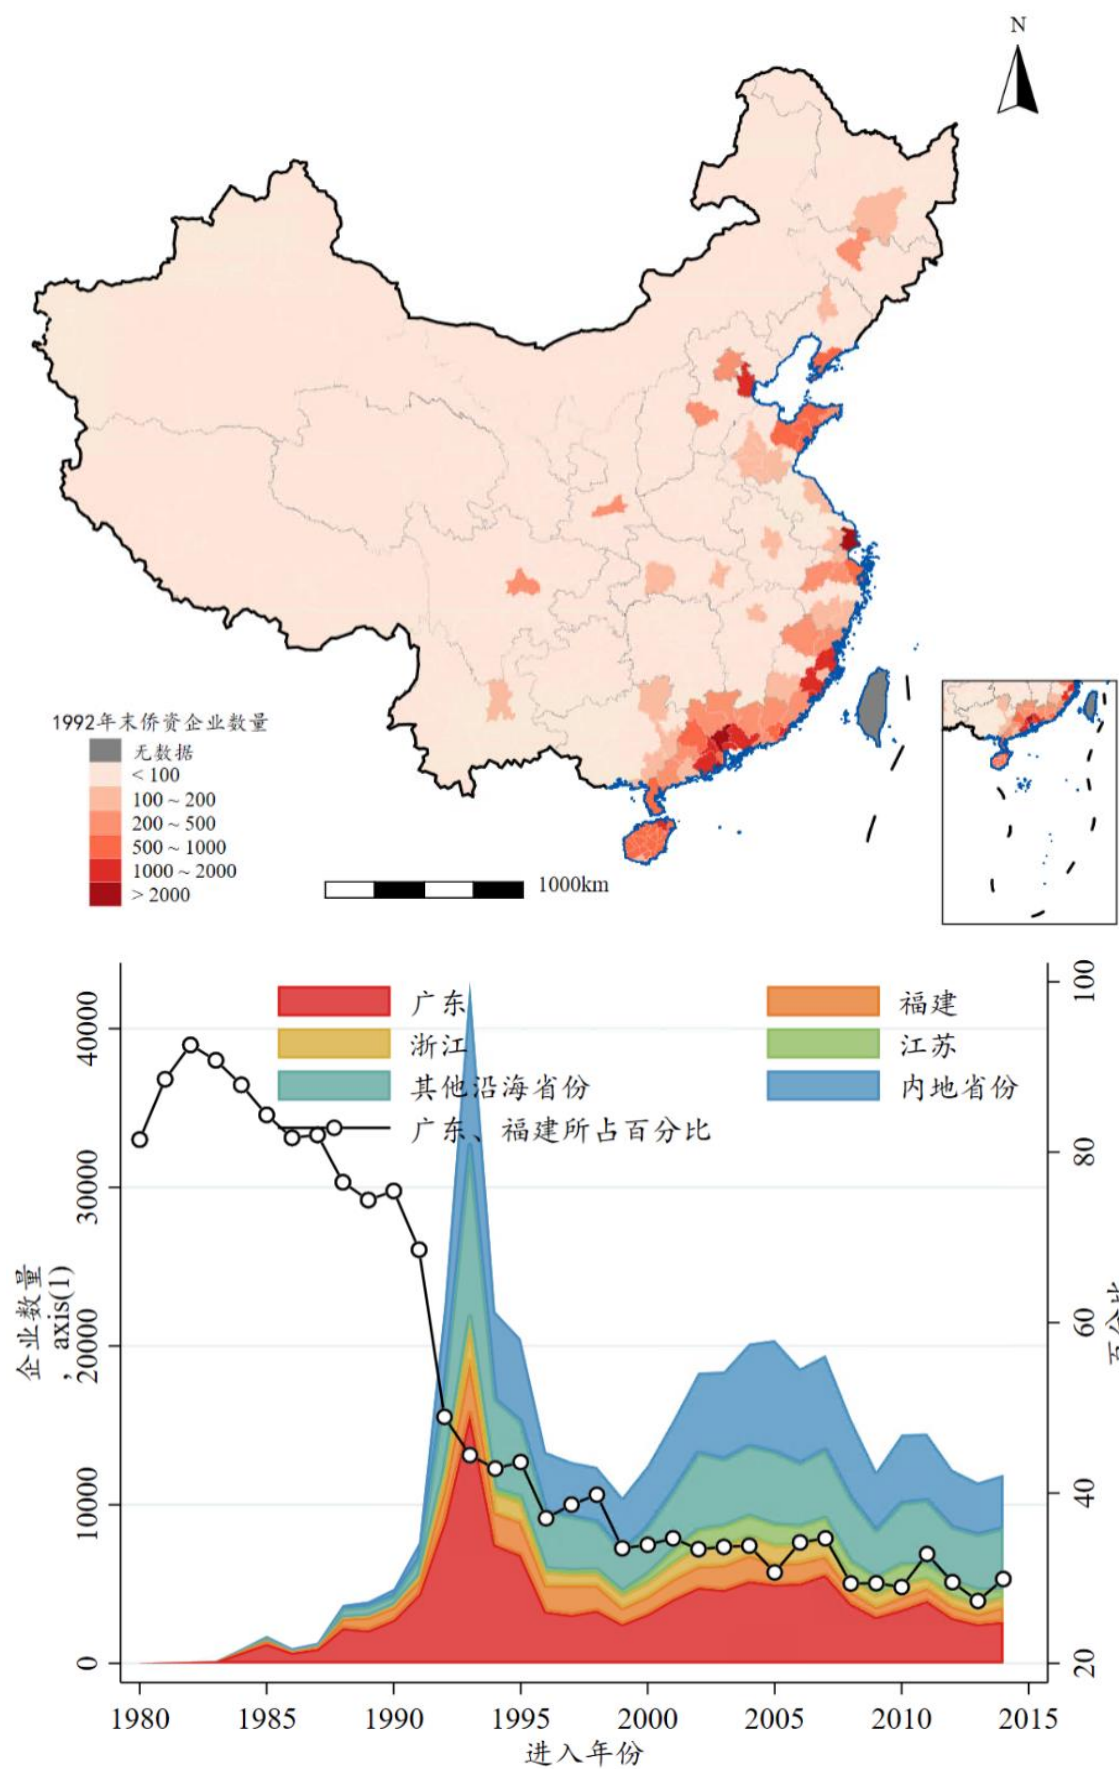 N
1992年末侨资企业数量
无数据
< 100
100 ~ 200
200 ~ 500
500 ~ 1000
1000 ~ 2000
> 2000
1000km
广东
福建
浙江
江苏
其他沿海省份
内地省份
广东、福建所占百分比
企业数量
, axis(1)
40000
30000
20000
10000
0
100
80
60
40
20
百分比
1980
1985
1990
1995
2000
2005
2010
2015
进入年份